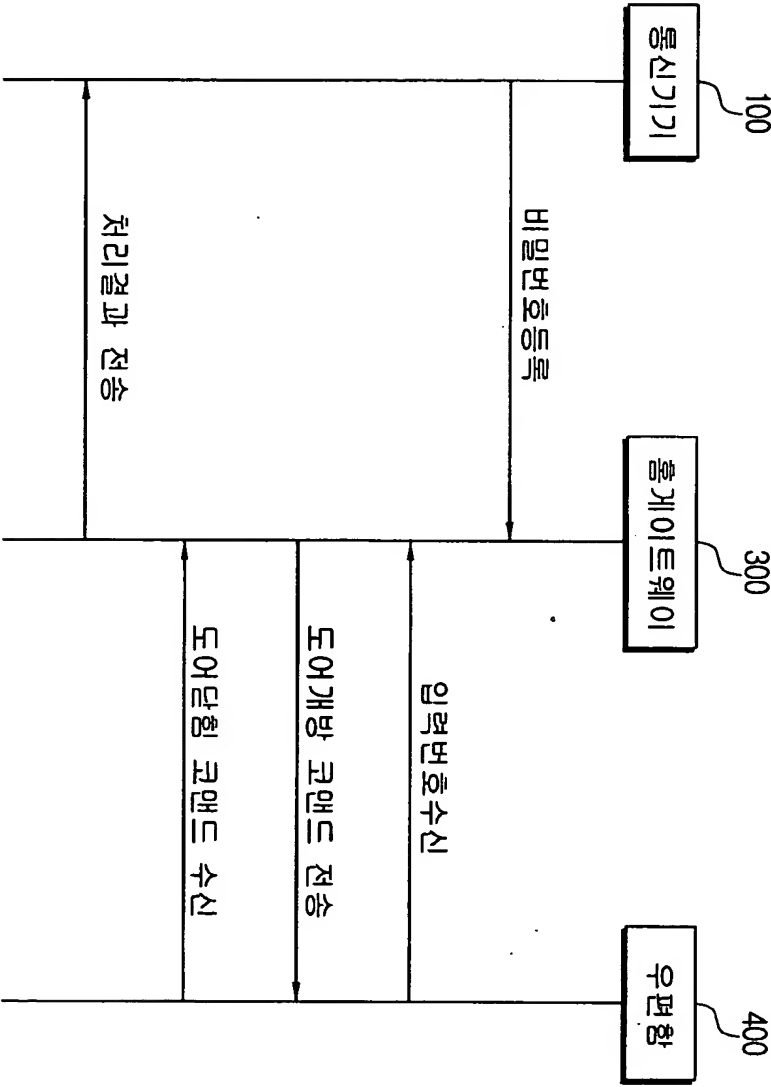 통신기기
100
홈게이트웨이
300
우편함
400
비밀번호등록
입력번호수신
도어개방 코맨드 전송
도어닫힘 코맨드 수신
처리결과 전송